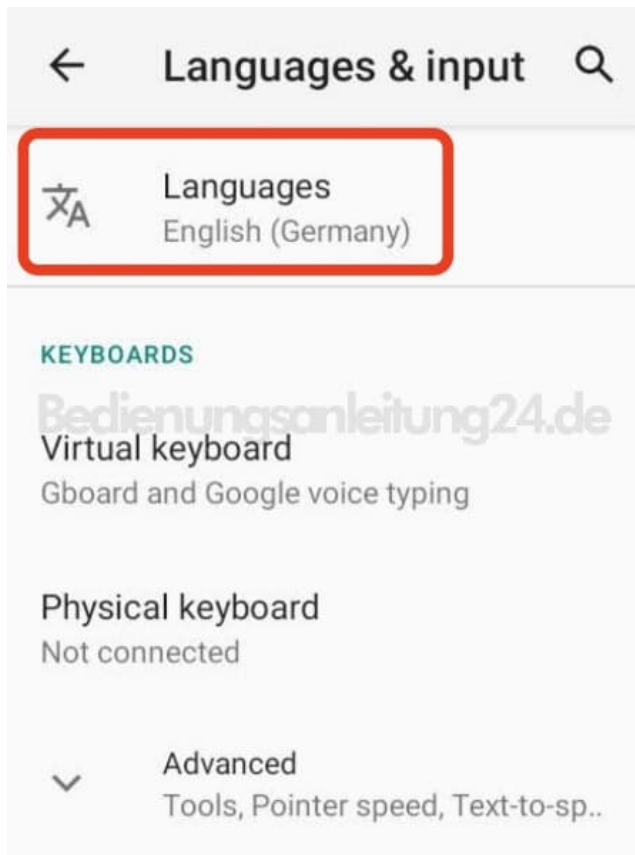 Languages & input
Languages
English (Germany)
KEYBOARDS
Bedienungsanleitung24.de
Virtual keyboard
Gboard and Google voice typing
Physical keyboard
Not connected
Advanced
Tools, Pointer speed, Text-to-sp..